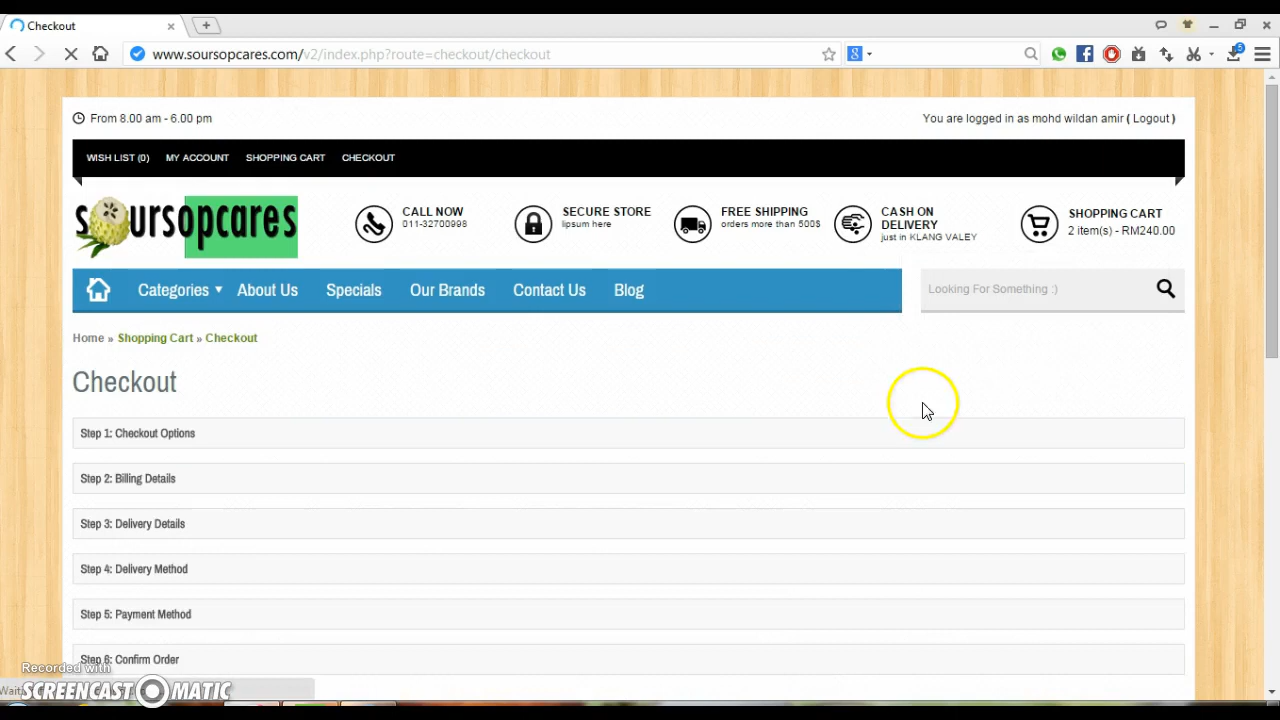 Checkout
www.soursopcares.com/v2/index.php?route=checkout/checkout
8
5
From 8.00 am - 6.00 pm
You are logged in as mohd wildan amir ( Logout )
WISH LIST (0) MY ACCOUNT SHOPPING CART CHECKOUT
soursopcares
CALL NOW
011-32700998
SECURE STORE
lipsum here
FREE SHIPPING
orders more than 500$
CASH ON
DELIVERY
just in KLANG VALEY
SHOPPING CART
2 item(s) - RM240.00
Categories About Us Specials Our Brands Contact Us Blog
Looking For Something :)
Home » Shopping Cart » Checkout
Checkout
Step 1: Checkout Options
Step 2: Billing Details
Step 3: Delivery Details
Step 4: Delivery Method
Step 5: Payment Method
Step 6: Confirm Order
Recorded with
SCREENCAST MATIC